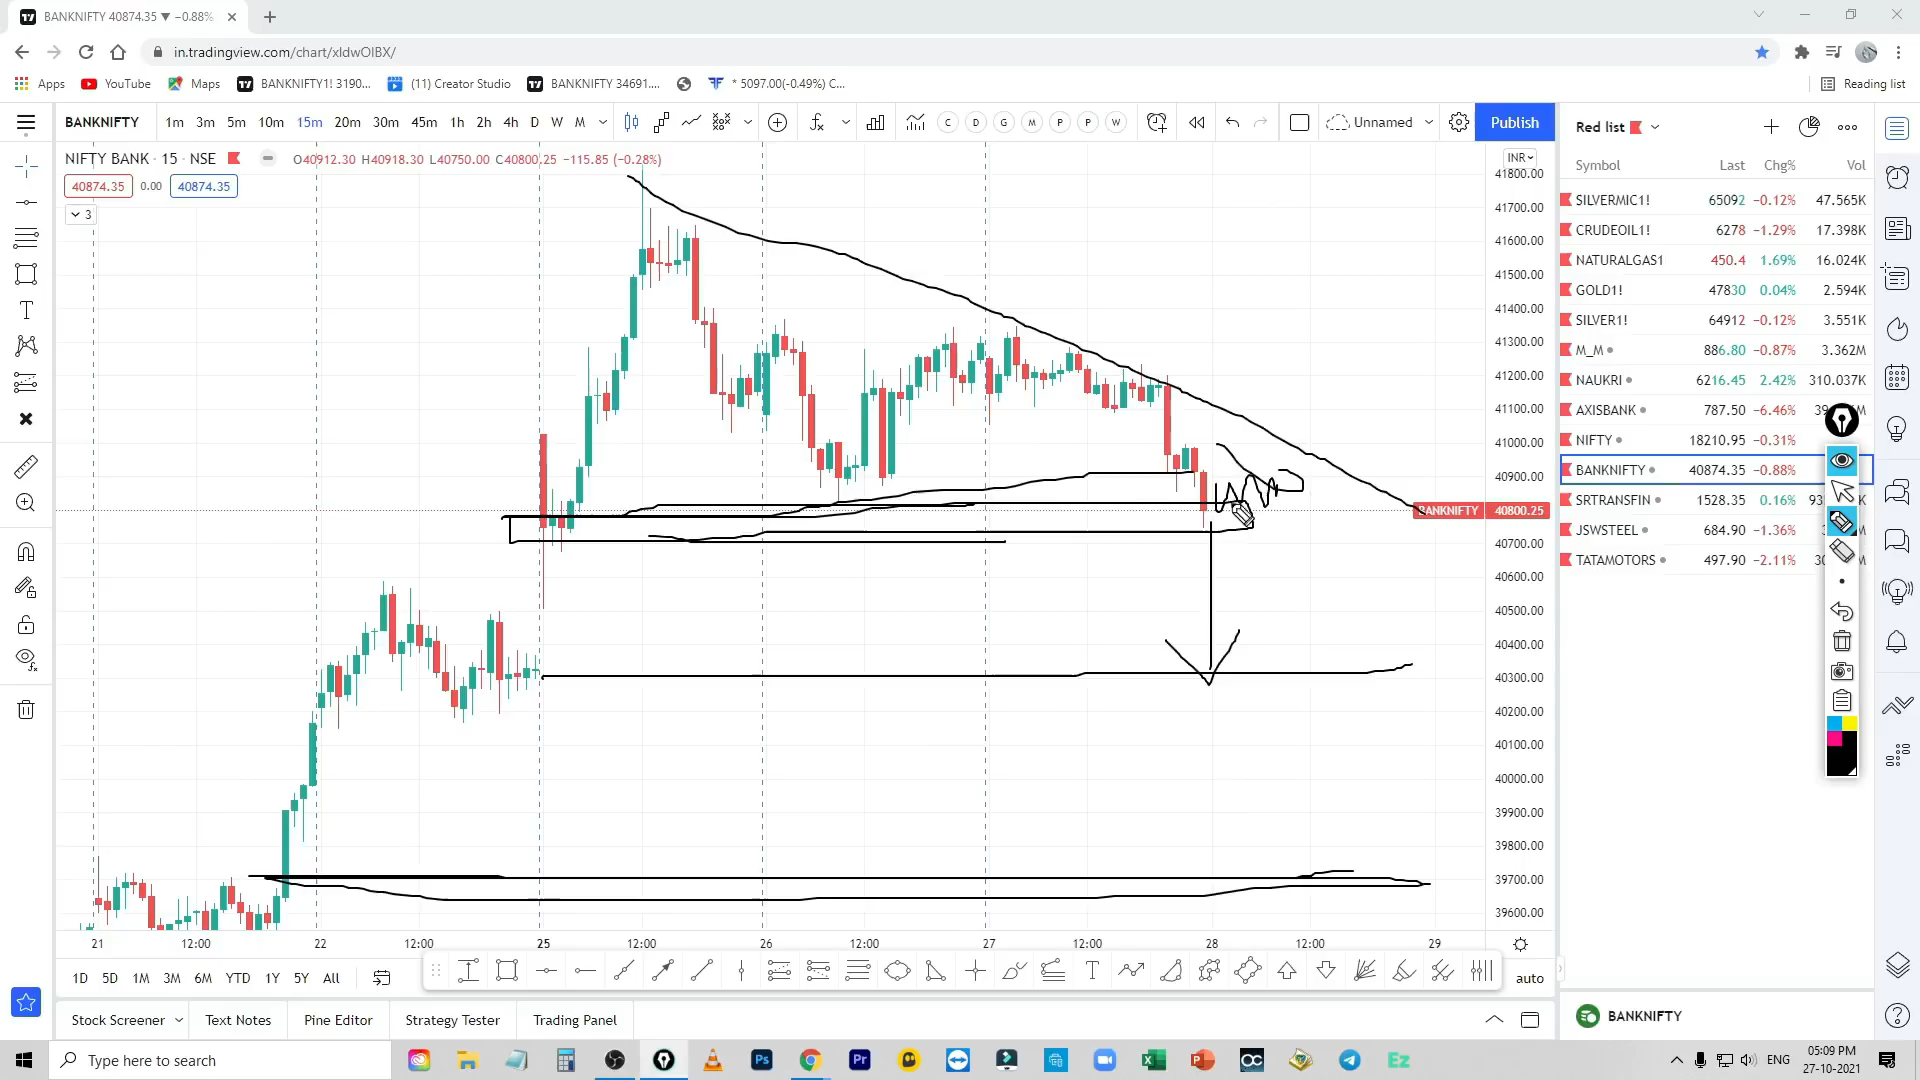 BANKNIFTY 40874.35 ▼ −0.88%
in.tradingview.com/chart/xldwOIBX/
Apps YouTube Maps BANKNIFTY1! 3190... (11) Creator Studio BANKNIFTY 34691.... * 5097.00(-0.49%) C... Reading list
BANKNIFTY 1m 3m 5m 10m 15m 20m 30m 45m 1h 2h 4h D W M C D G M P P W Unnamed Publish
NIFTY BANK · 15 · NSE O40912.30 H40918.30 L40750.00 C40800.25 −115.85 (−0.28%)
40874.35 0.00 40874.35
3
INR
41800.00
41700.00
41600.00
41500.00
41400.00
41300.00
41200.00
41100.00
41000.00
40900.00
BANKNIFTY 40800.25
40700.00
40600.00
40500.00
40400.00
40300.00
40200.00
40100.00
40000.00
39900.00
39800.00
39700.00
39600.00
21 12:00 22 12:00 25 12:00 26 12:00 27 12:00 28 12:00 29
1D 5D 1M 3M 6M YTD 1Y 5Y All auto
Stock Screener Text Notes Pine Editor Strategy Tester Trading Panel
Red list
Symbol Last Chg% Vol
SILVERMIC1! 65092 −0.12% 47.565K
CRUDEOIL1! 6278 −1.29% 17.398K
NATURALGAS1 450.4 1.69% 16.024K
GOLD1! 47830 0.04% 2.594K
SILVER1! 64912 −0.12% 3.551K
M_M 886.80 −0.87% 3.362M
NAUKRI 6216.45 2.42% 310.037K
AXISBANK 787.50 −6.46%
NIFTY 18210.95 −0.31%
BANKNIFTY 40874.35 −0.88%
SRTRANSFIN 1528.35 0.16%
JSWSTEEL 684.90 −1.36%
TATAMOTORS 497.90 −2.11%
BANKNIFTY
Type here to search
Ps Pr Ez
ENG
05:09 PM
27-10-2021